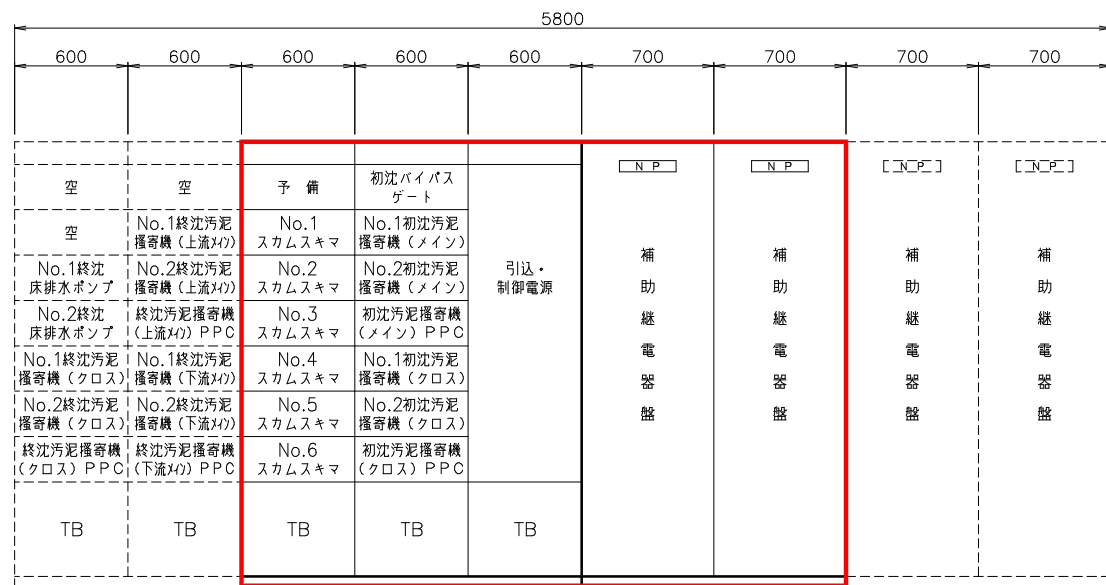 5800
600 600 600 600 600 700 700 700 700
NP NP NP NP
空 空 予 備 初沈バイパス
ゲート
空 No.1終沈汚泥
掻寄機(上流メイン) No.1
スカムスキマ No.1初沈汚泥
掻寄機(メイン)
No.1終沈
床排水ポンプ No.2終沈汚泥
掻寄機(上流メイン) No.2
スカムスキマ No.2初沈汚泥
掻寄機(メイン) 引込・
制御電源
No.2終沈
床排水ポンプ 終沈汚泥掻寄機
(上流メイン)PPC No.3
スカムスキマ 初沈汚泥掻寄機
(メイン)PPC
No.1終沈汚泥
掻寄機(クロス) No.1終沈汚泥
掻寄機(下流メイン) No.4
スカムスキマ No.1初沈汚泥
掻寄機(クロス)
No.2終沈汚泥
掻寄機(クロス) No.2終沈汚泥
掻寄機(下流メイン) No.5
スカムスキマ No.2初沈汚泥
掻寄機(クロス)
終沈汚泥掻寄機
(クロス)PPC 終沈汚泥掻寄機
(下流メイン)PPC No.6
スカムスキマ 初沈汚泥掻寄機
(クロス)PPC
TB TB TB TB TB
補助継電器盤
補助継電器盤
補助継電器盤
補助継電器盤